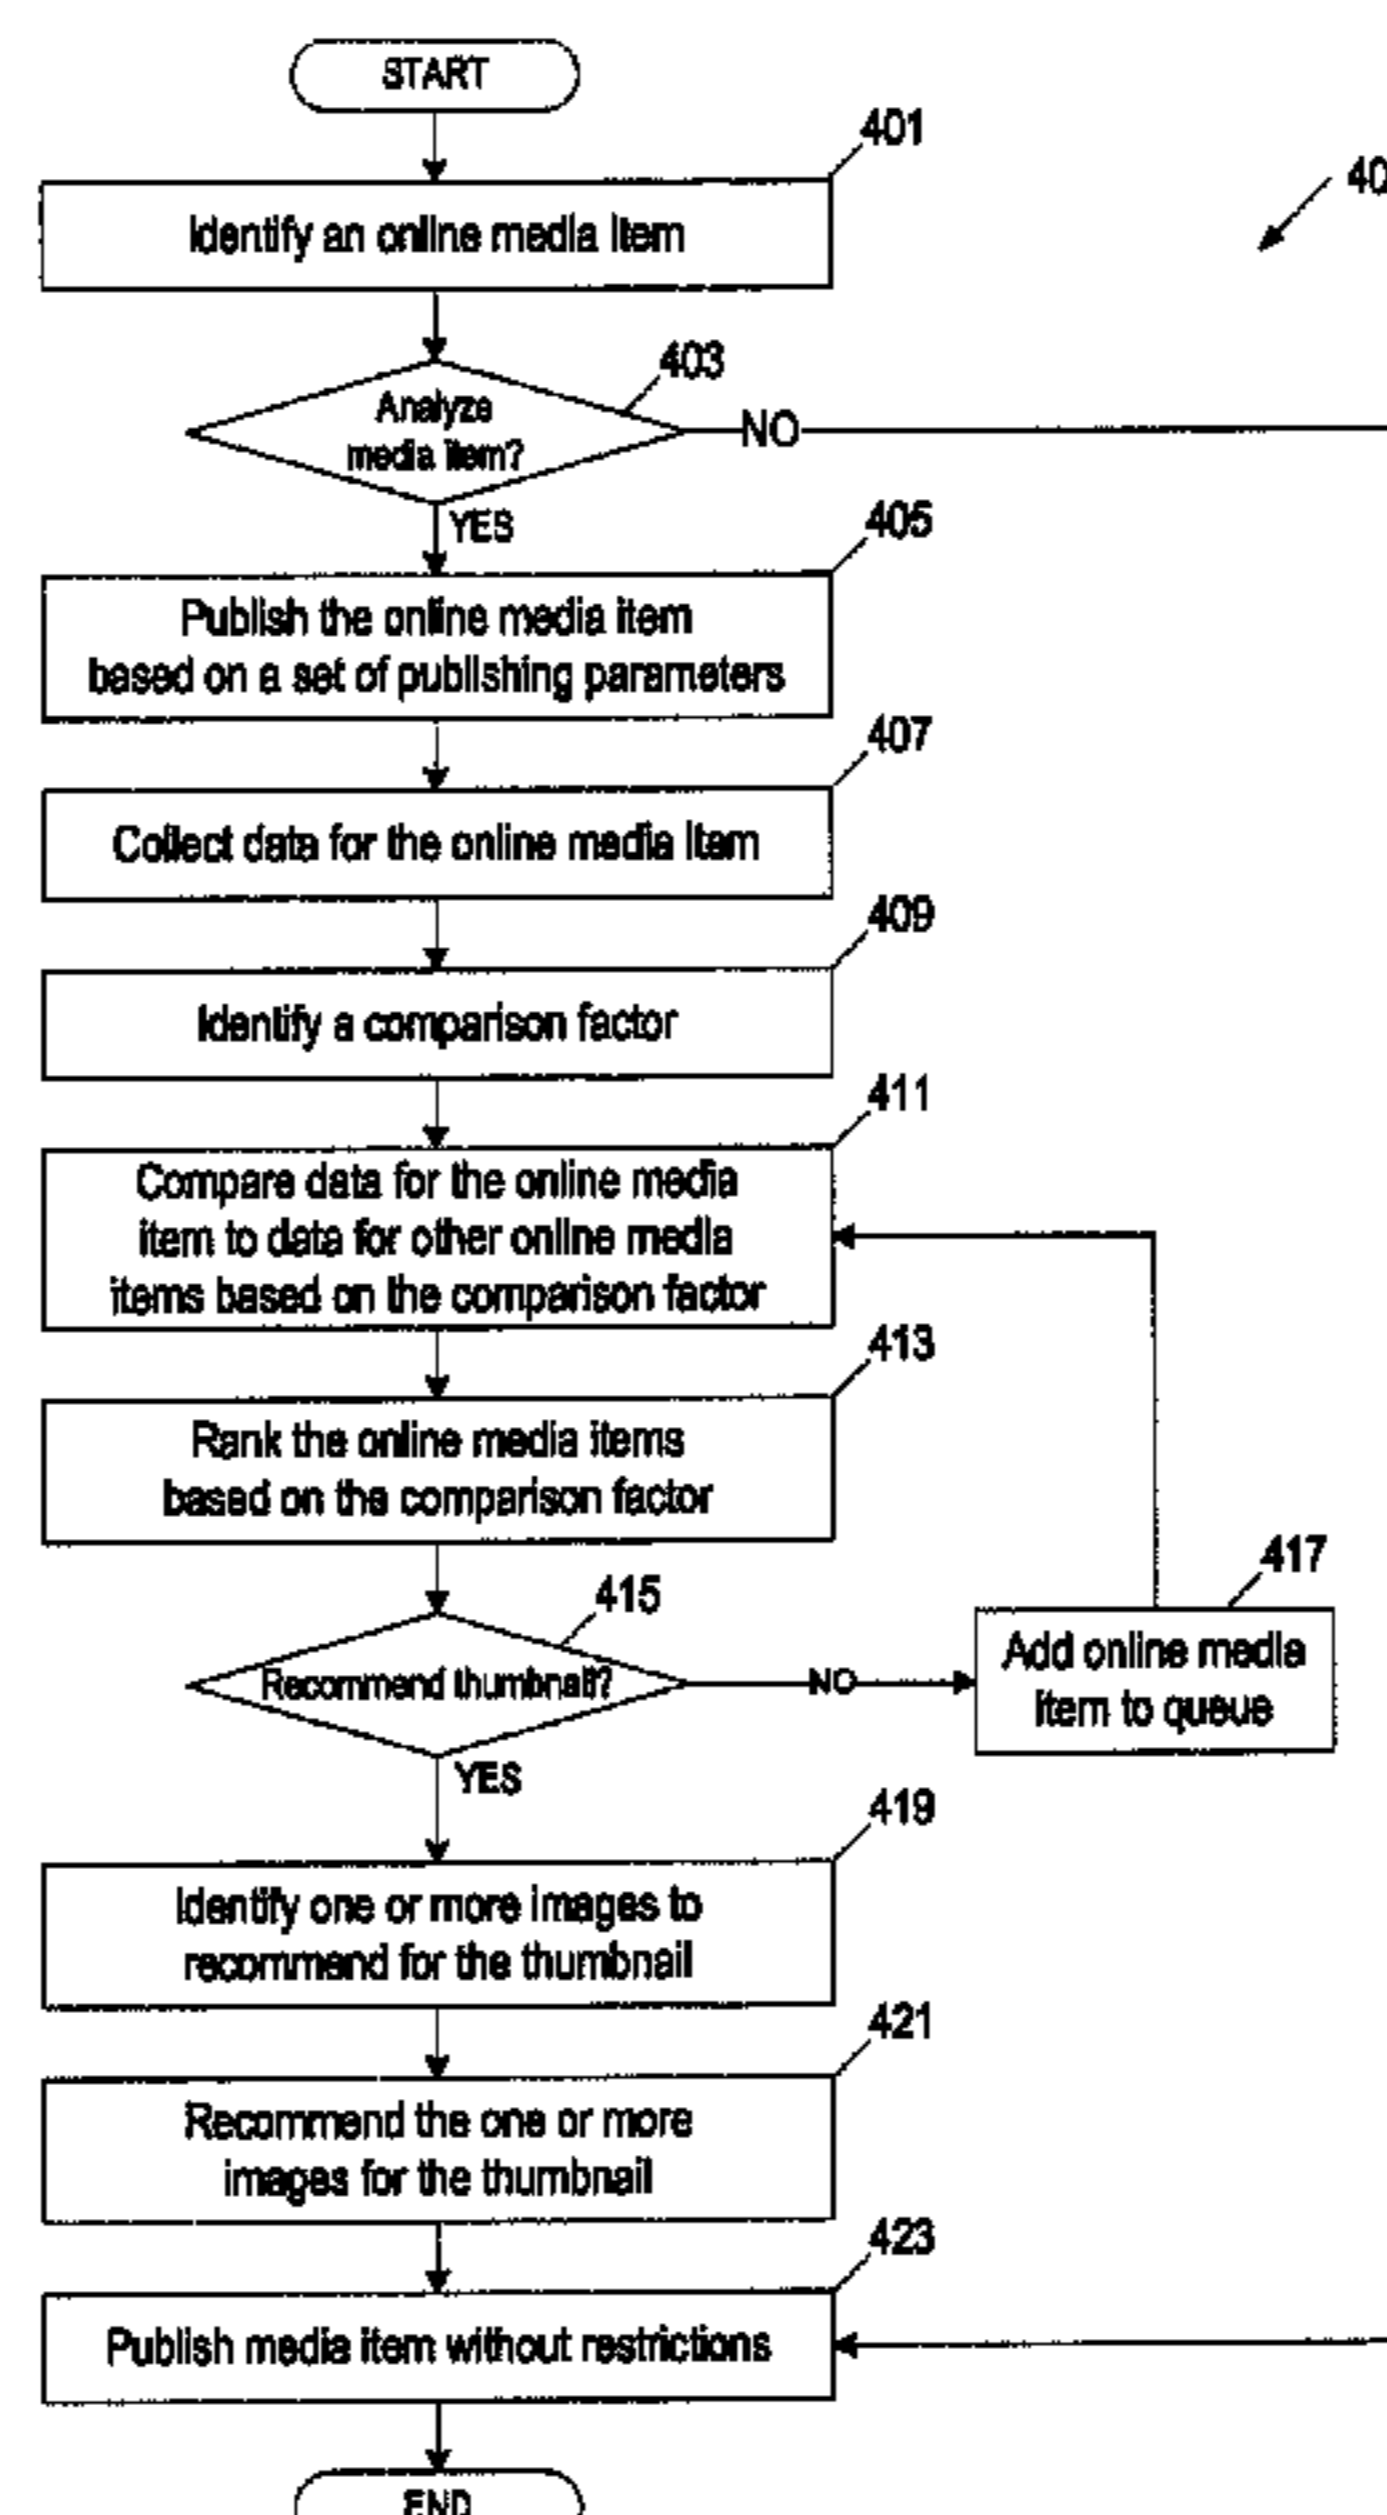 START
401
40
Identify an online media item
403
Analyze
media item?
NO
YES
405
Publish the online media item
based on a set of publishing parameters
407
Collect data for the online media item
409
Identify a comparison factor
411
Compare data for the online media
item to data for other online media
items based on the comparison factor
413
Rank the online media items
based on the comparison factor
415
Recommend thumbnail?
NO
417
Add online media
item to queue
YES
419
Identify one or more images to
recommend for the thumbnail
421
Recommend the one or more
images for the thumbnail
423
Publish media item without restrictions
END